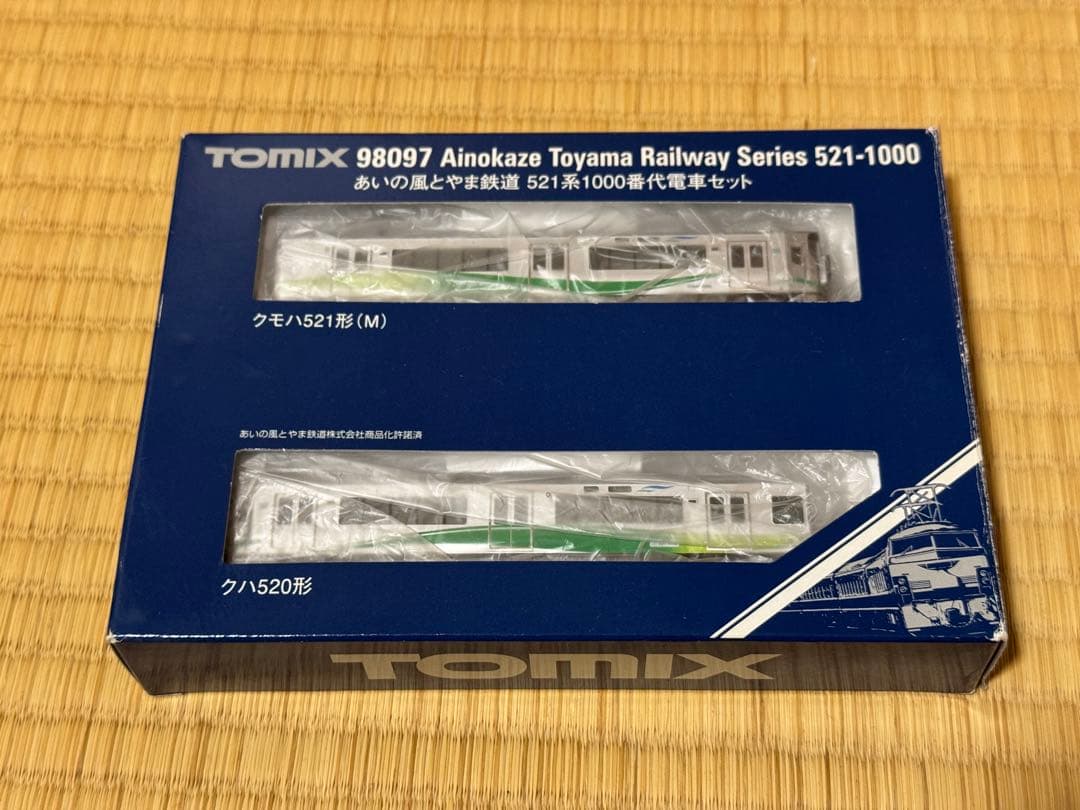 TOMIX 98097 Ainokaze Toyama Railway Series 521-1000
あいの風とやま鉄道 521系1000番代電車セット
クモハ521形(M)
あいの風とやま鉄道株式会社商品化許諾済
クハ520形
TOMIX